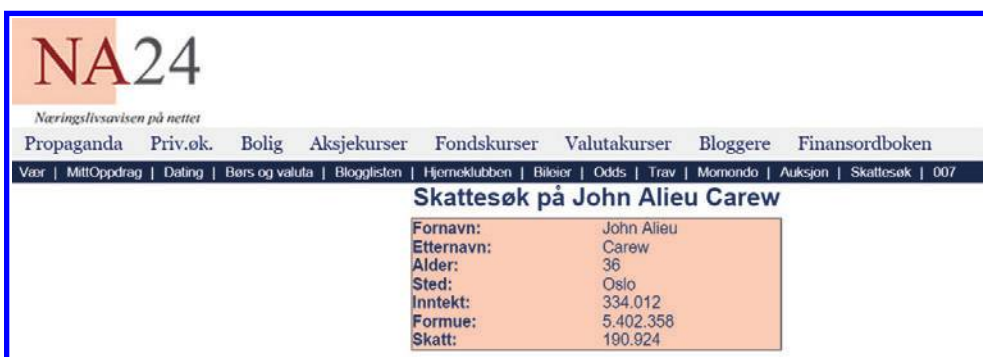 NA24
Næringslivsavisen på nettet
Propaganda Priv.øk. Bolig Aksjekurser Fondskurser Valutakurser Bloggere Finansordboken
Vær | MittOppdrag | Dating | Børs og valuta | Blogglisten | Hjemeklubben | Bileier | Odds | Trav | Momondo | Auksjon | Skattesøk | 007
Skattesøk på John Alieu Carew
Fornavn: John Alieu
Etternavn: Carew
Alder: 36
Sted: Oslo
Inntekt: 334.012
Formue: 5.402.358
Skatt: 190.924